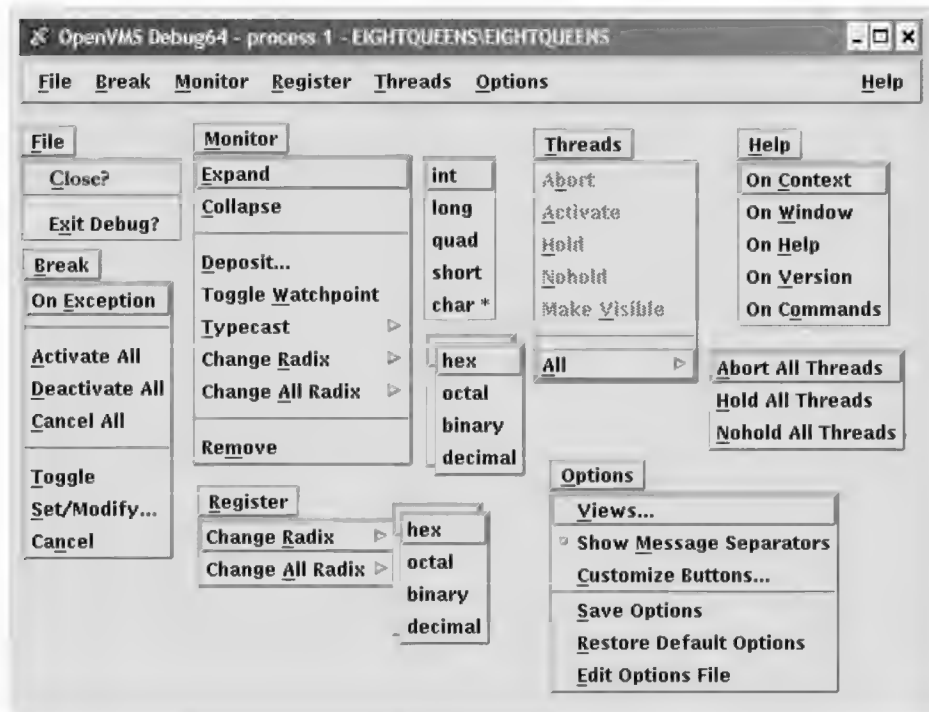 OpenVMS Debug64 - process 1 - EIGHTQUEENS\EIGHTQUEENS
File Break Monitor Register Threads Options Help
File
Close?
Exit Debug?
Break
On Exception
Activate All
Deactivate All
Cancel All
Toggle
Set/Modify...
Cancel
Monitor
Expand
Collapse
Deposit...
Toggle Watchpoint
Typecast
Change Radix
Change All Radix
Remove
int
long
quad
short
char *
hex
octal
binary
decimal
Register
Change Radix
Change All Radix
hex
octal
binary
decimal
Threads
Abort
Activate
Hold
Nohold
Make Visible
All
Abort All Threads
Hold All Threads
Nohold All Threads
Help
On Context
On Window
On Help
On Version
On Commands
Options
Views...
Show Message Separators
Customize Buttons...
Save Options
Restore Default Options
Edit Options File